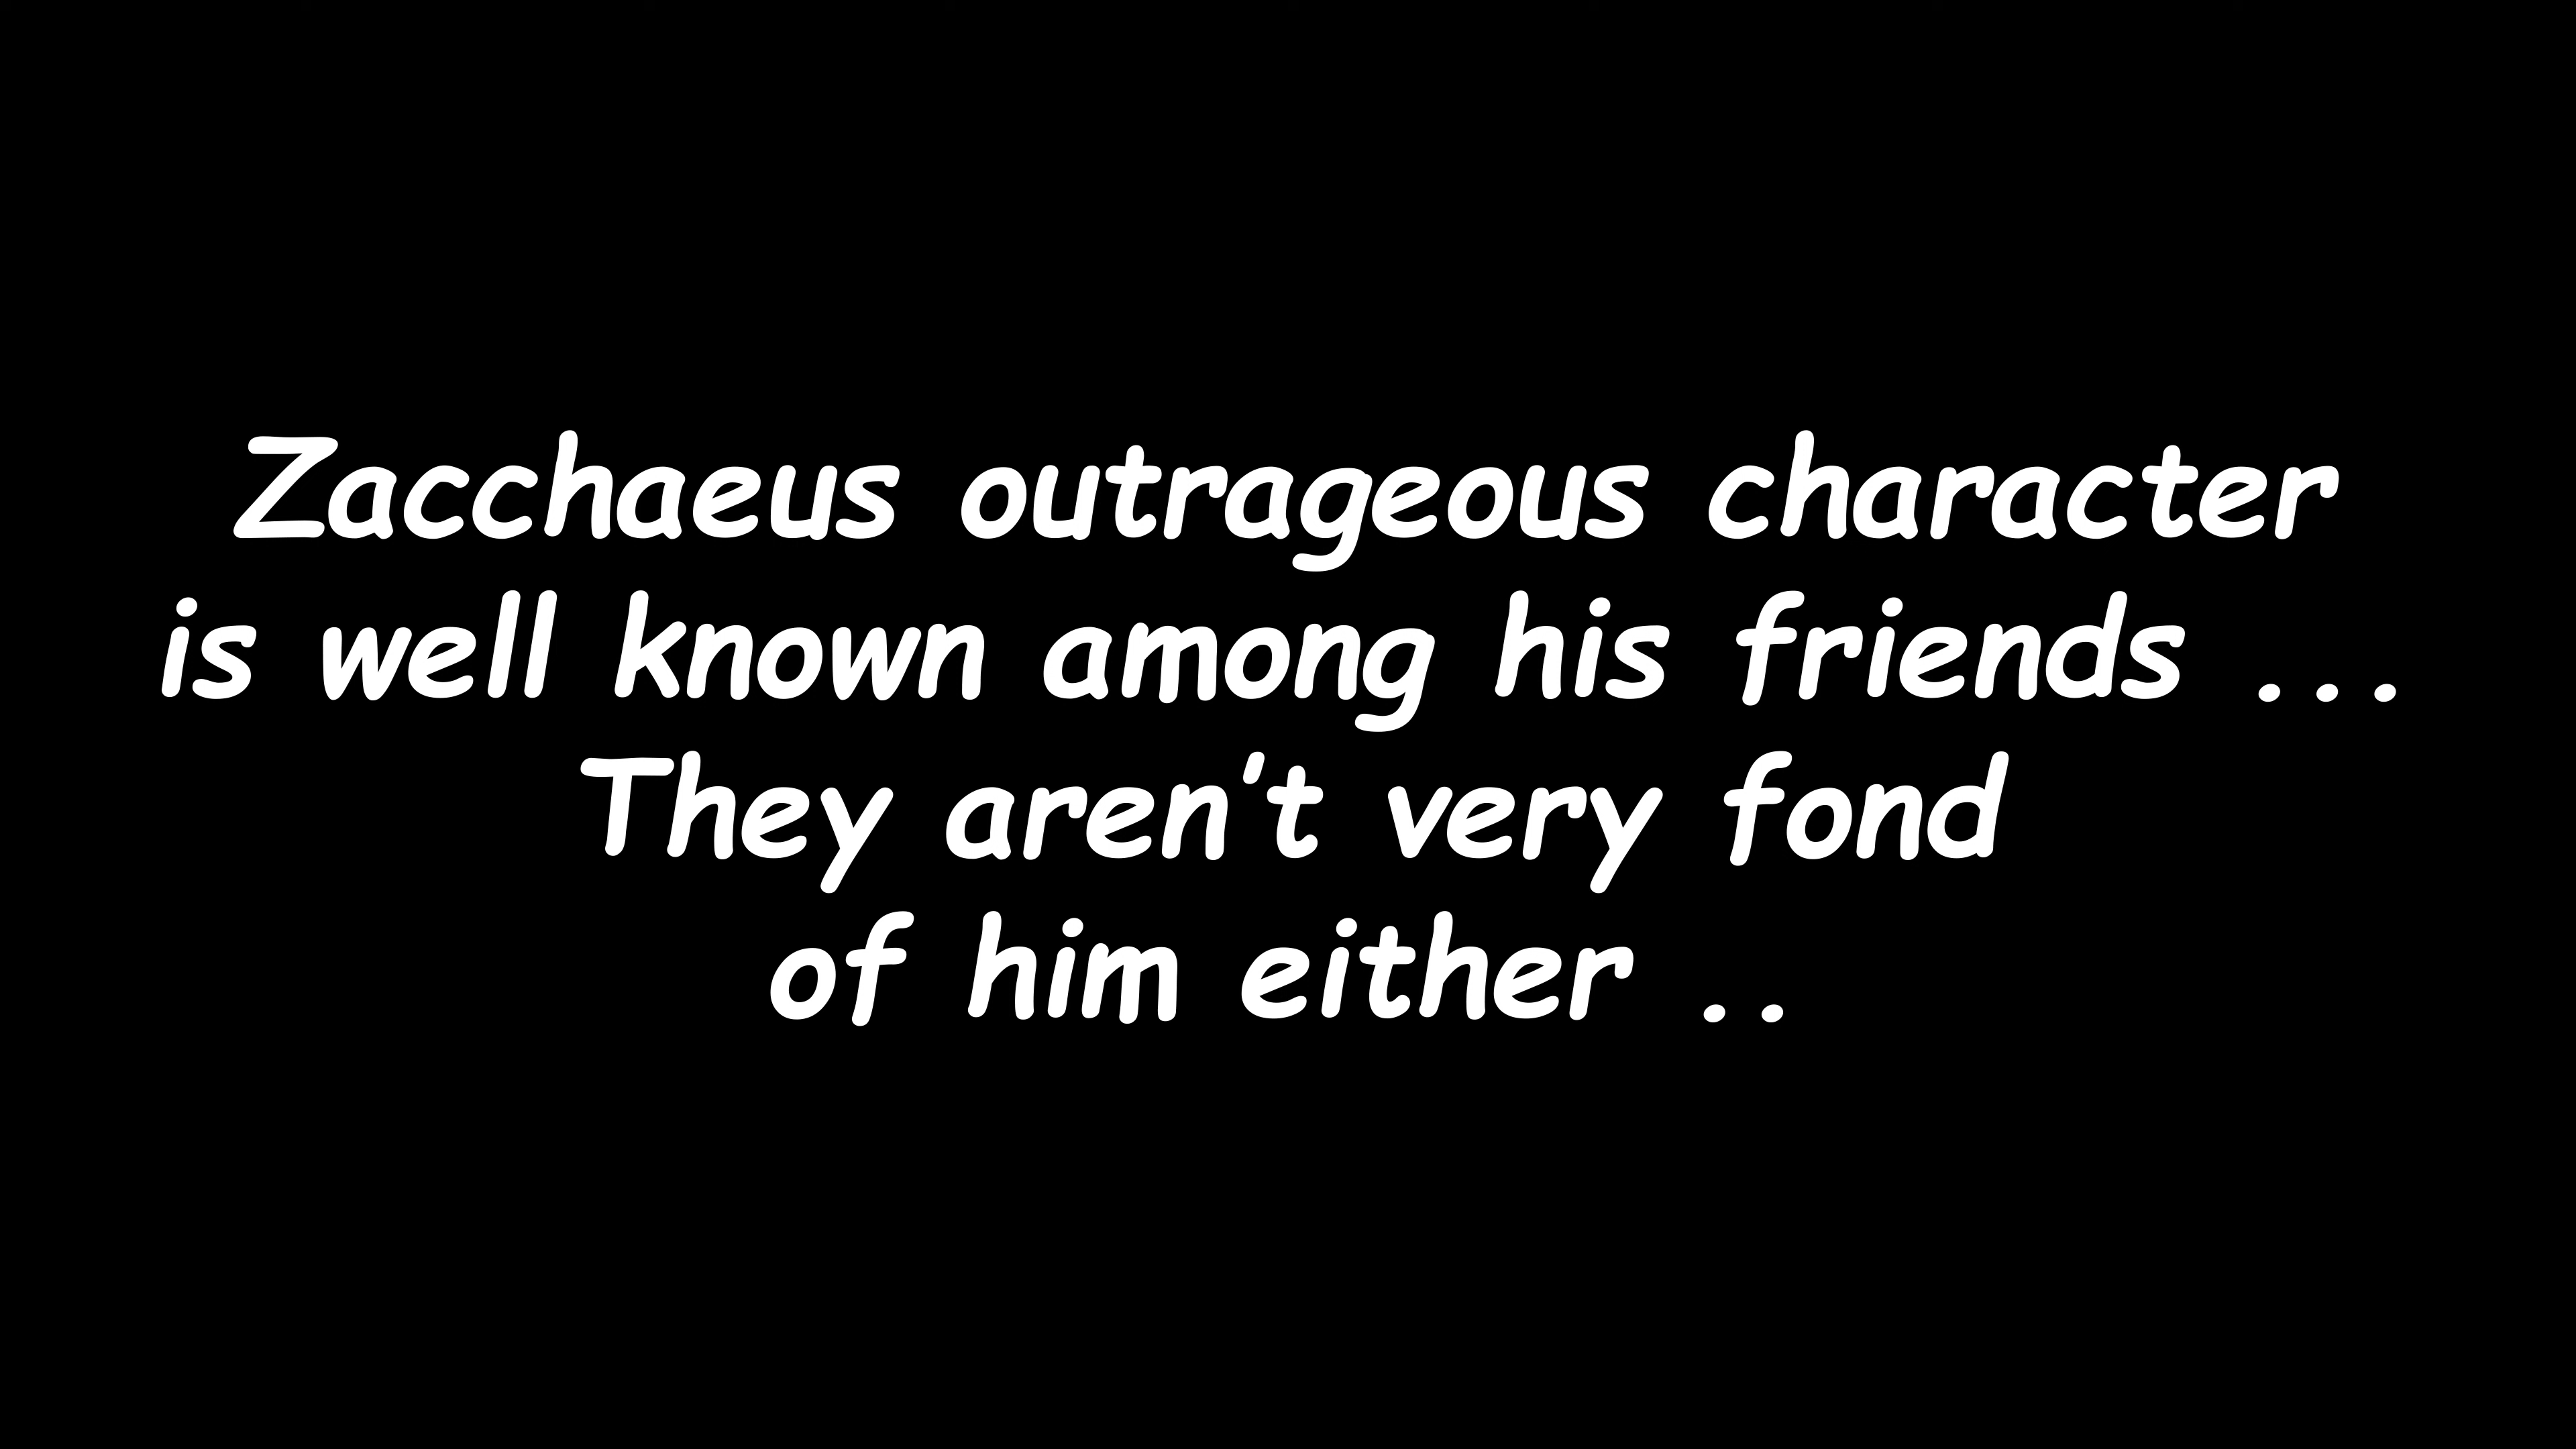 Zacchaeus outrageous character
is well known among his friends ...
They aren't very fond
of him either ..